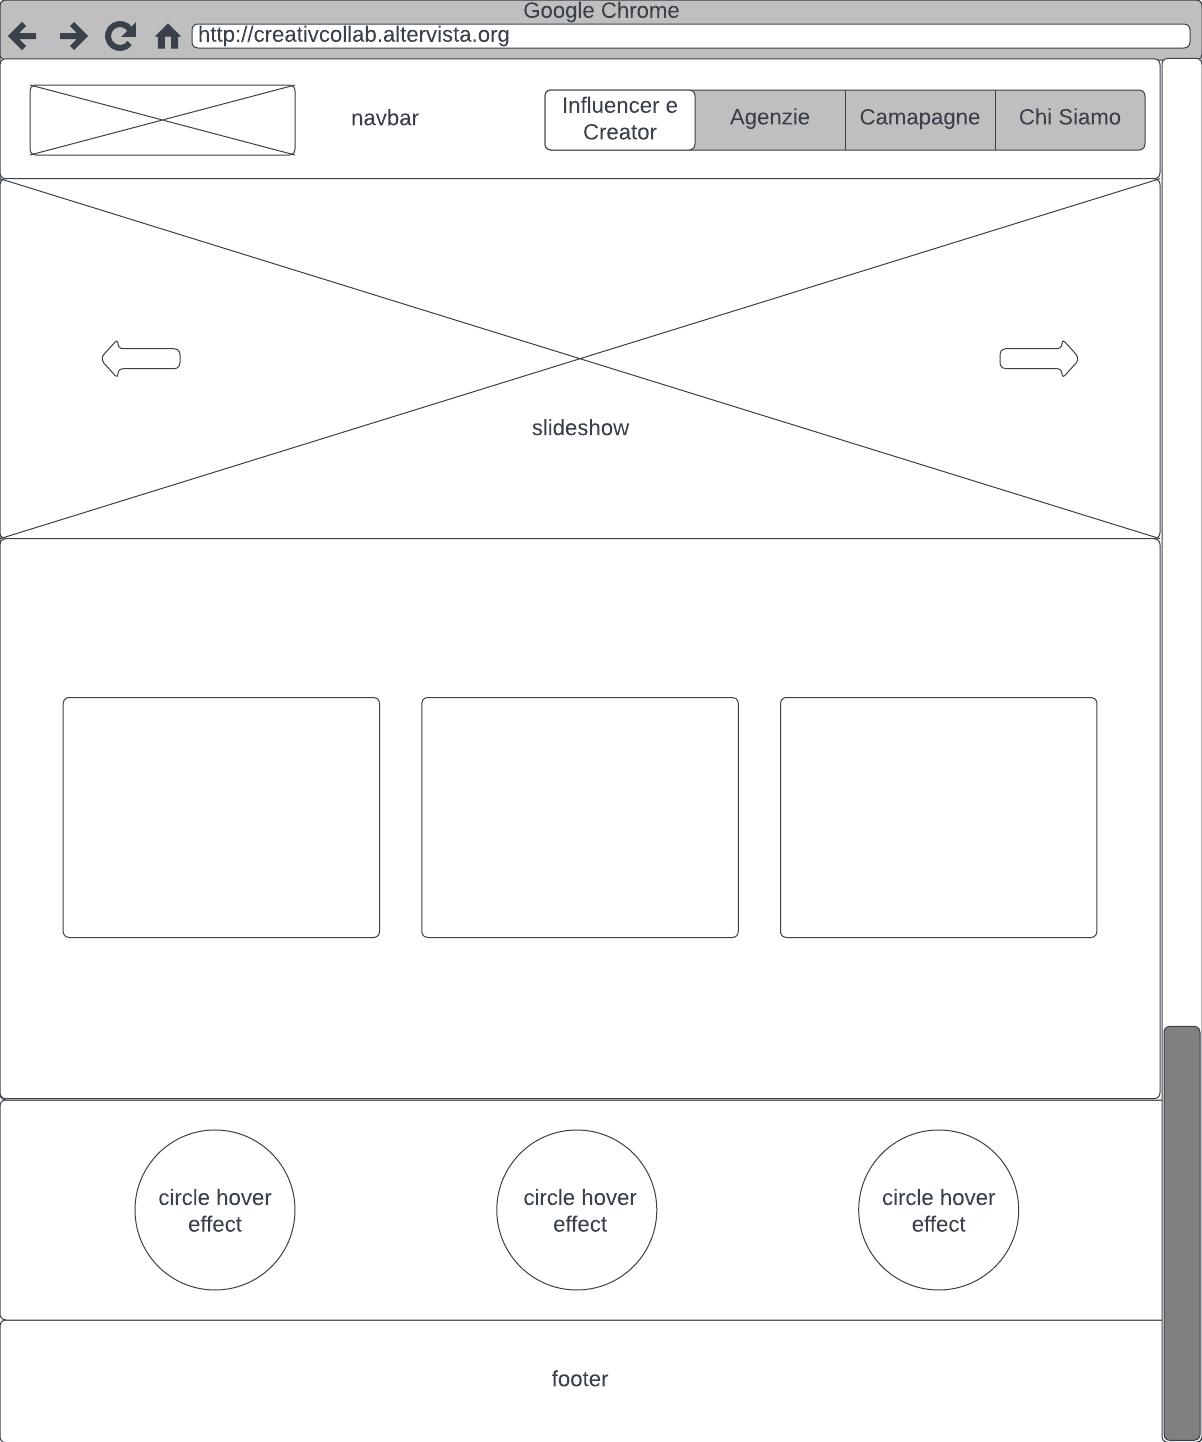 Google Chrome
http://creativcollab.altervista.org
navbar
Influencer e
Creator
Agenzie
Camapagne
Chi Siamo
slideshow
circle hover
effect
circle hover
effect
circle hover
effect
footer